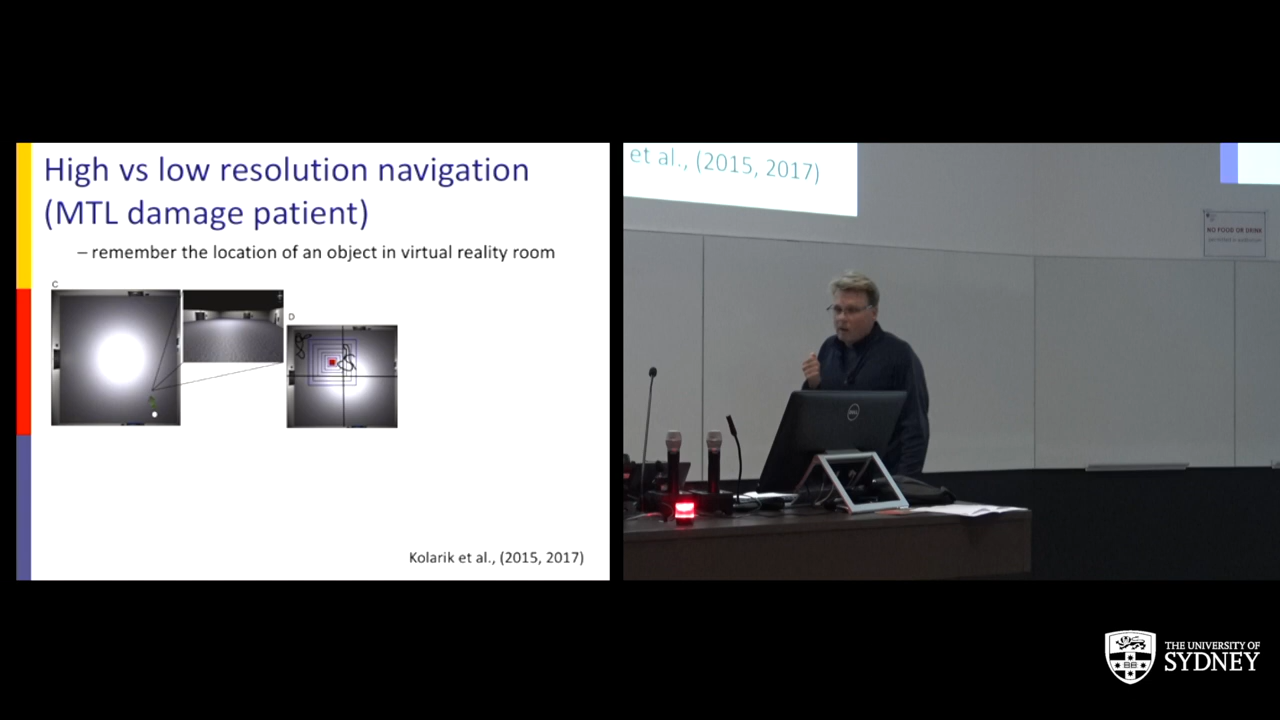 High vs low resolution navigation
(MTL damage patient)
– remember the location of an object in virtual reality room
C
D
Kolarik et al., (2015, 2017)
et al., (2015, 2017)
NO FOOD OR DRINK
DELL
THE UNIVERSITY OF
SYDNEY